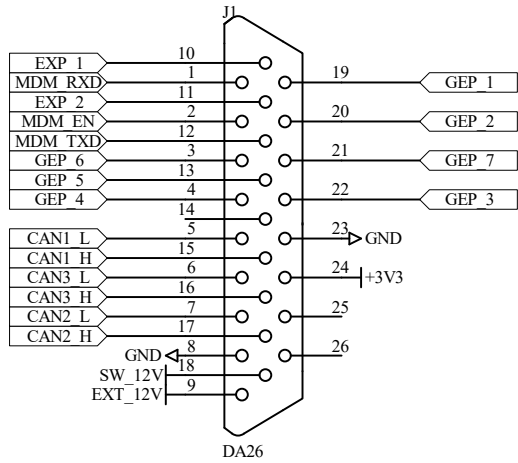 J1
EXP_1 10
MDM_RXD 1 19 GEP_1
EXP_2 11
MDM_EN 2 20 GEP_2
MDM_TXD 12
GEP_6 3 21 GEP_7
GEP_5 13
GEP_4 4 22 GEP_3
14
CAN1_L 5 23 GND
CAN1_H 15
CAN3_L 6 24 +3V3
CAN3_H 16
CAN2_L 7 25
CAN2_H 17
GND 8 26
SW_12V 18
EXT_12V 9
DA26